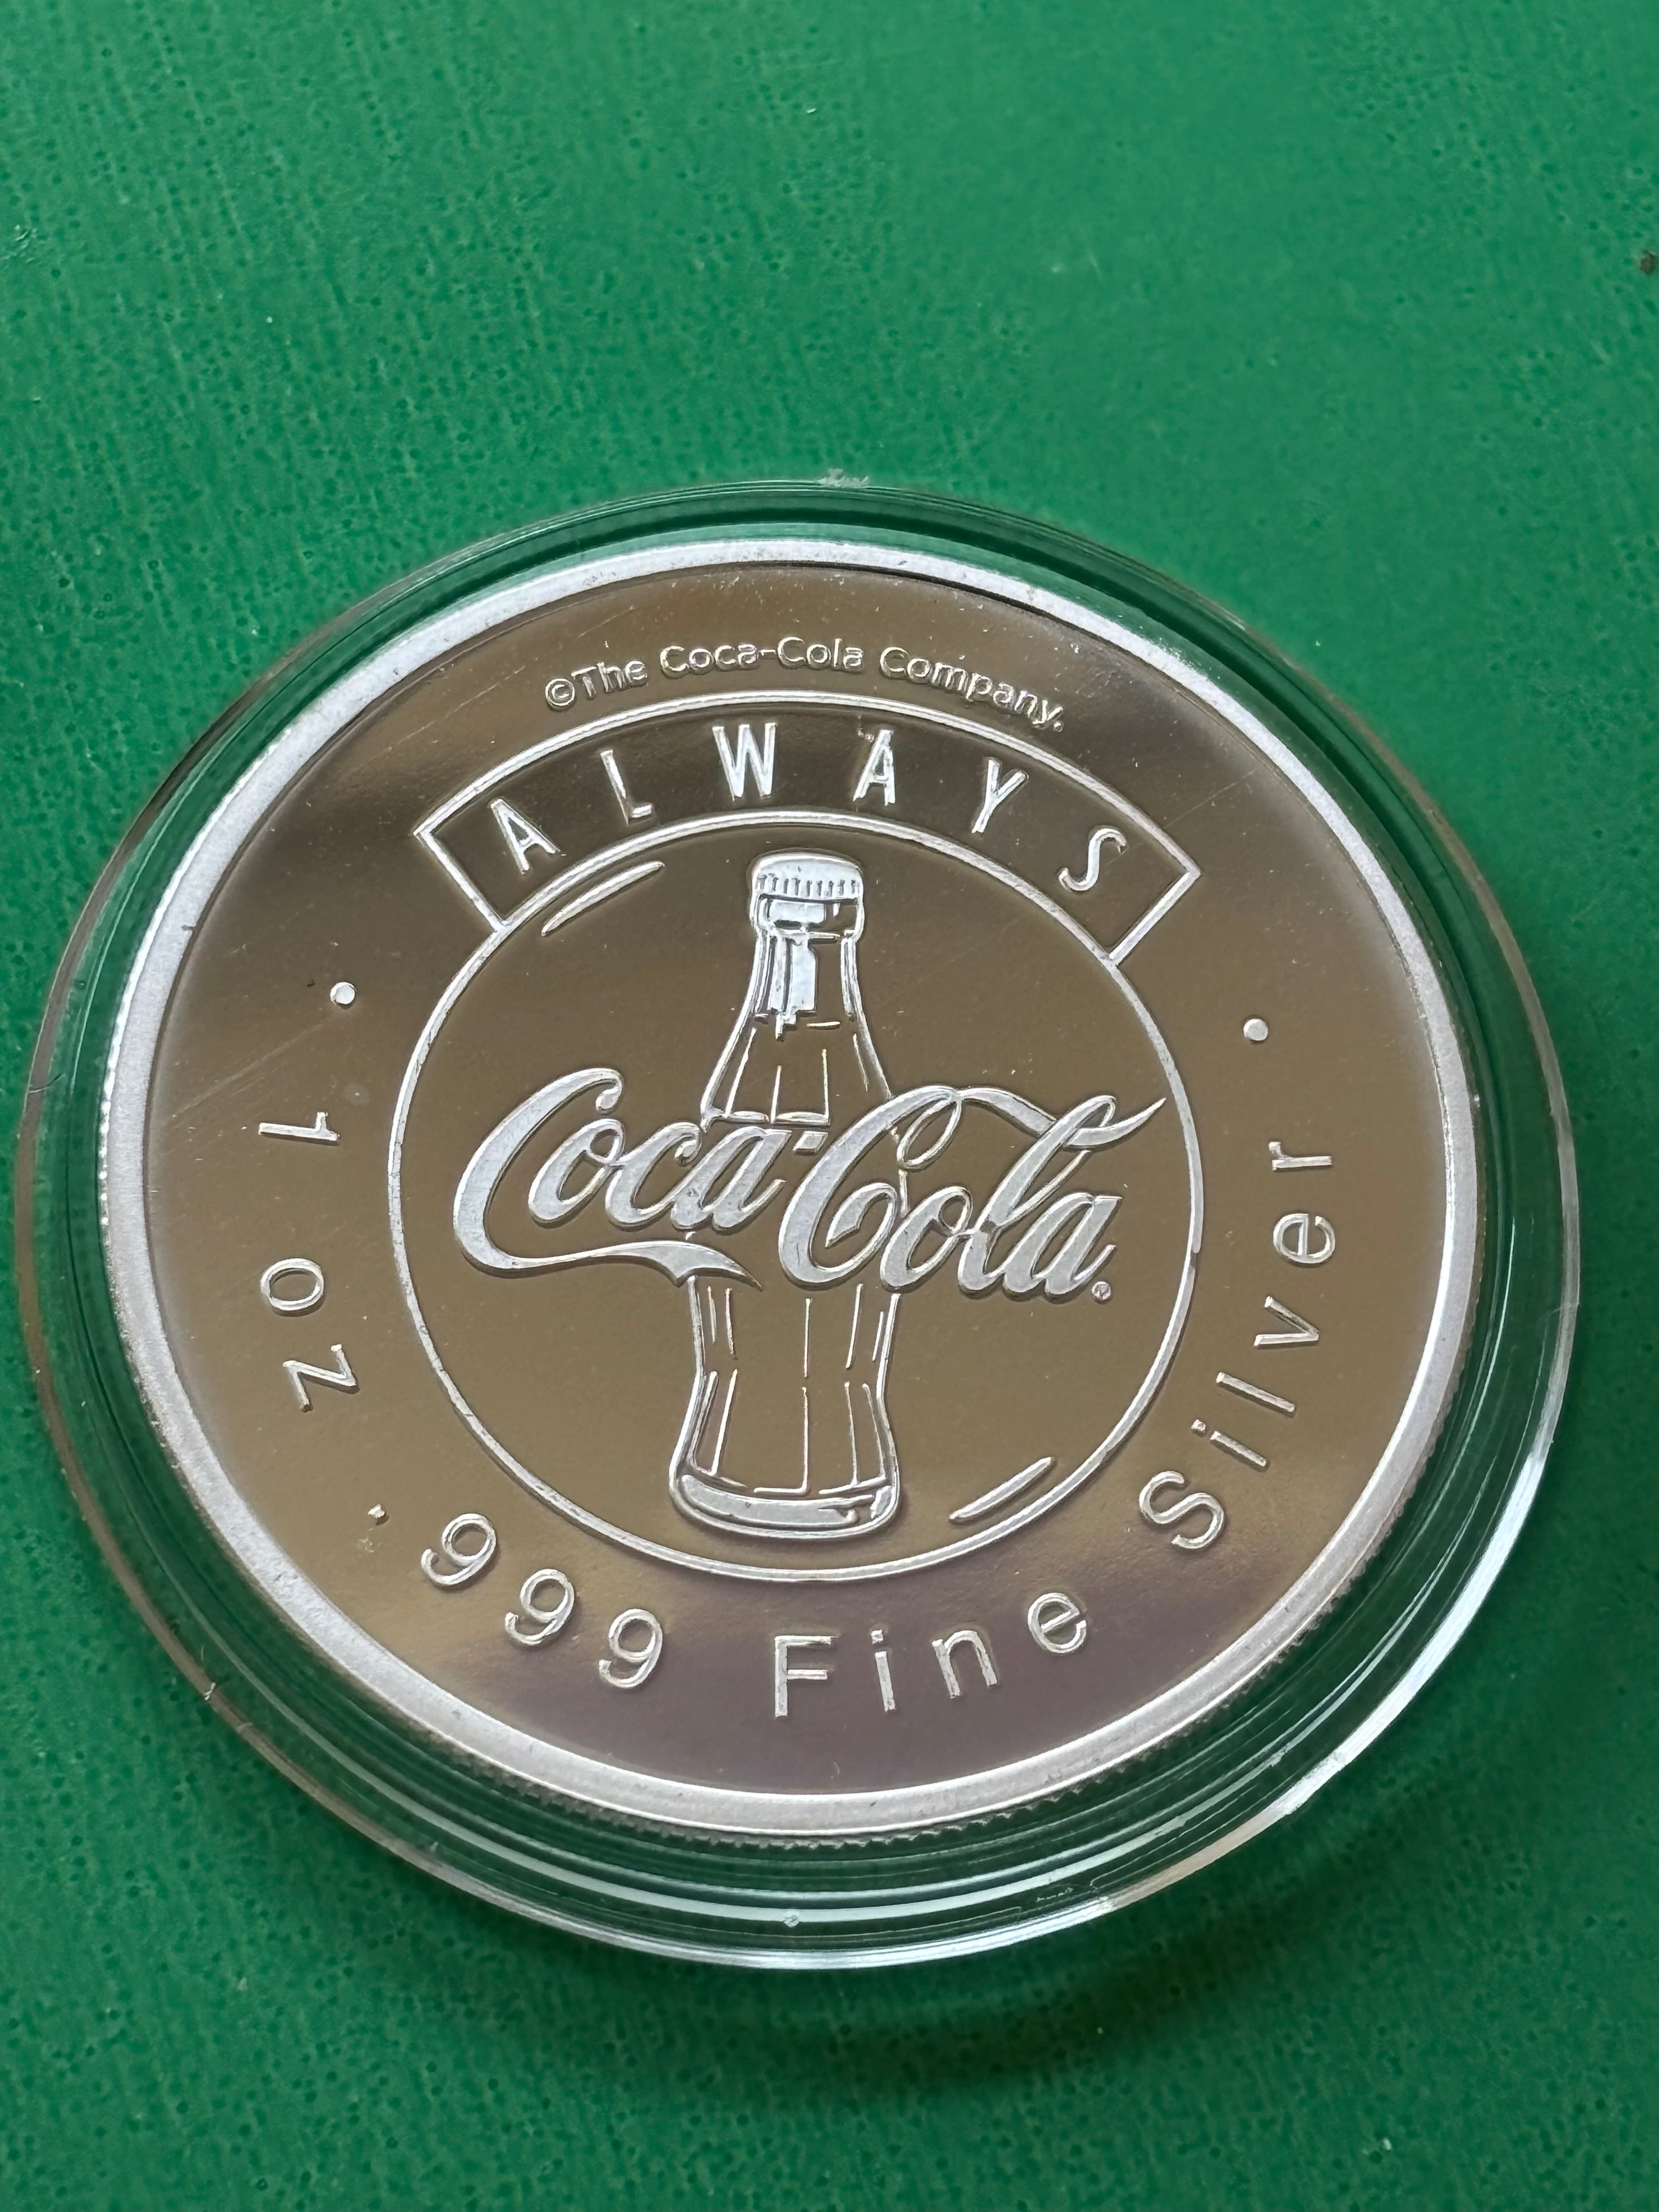 ©The Coca-Cola Company.
ALWAYS
Coca-Cola®
• 1 oz .999 Fine Silver •